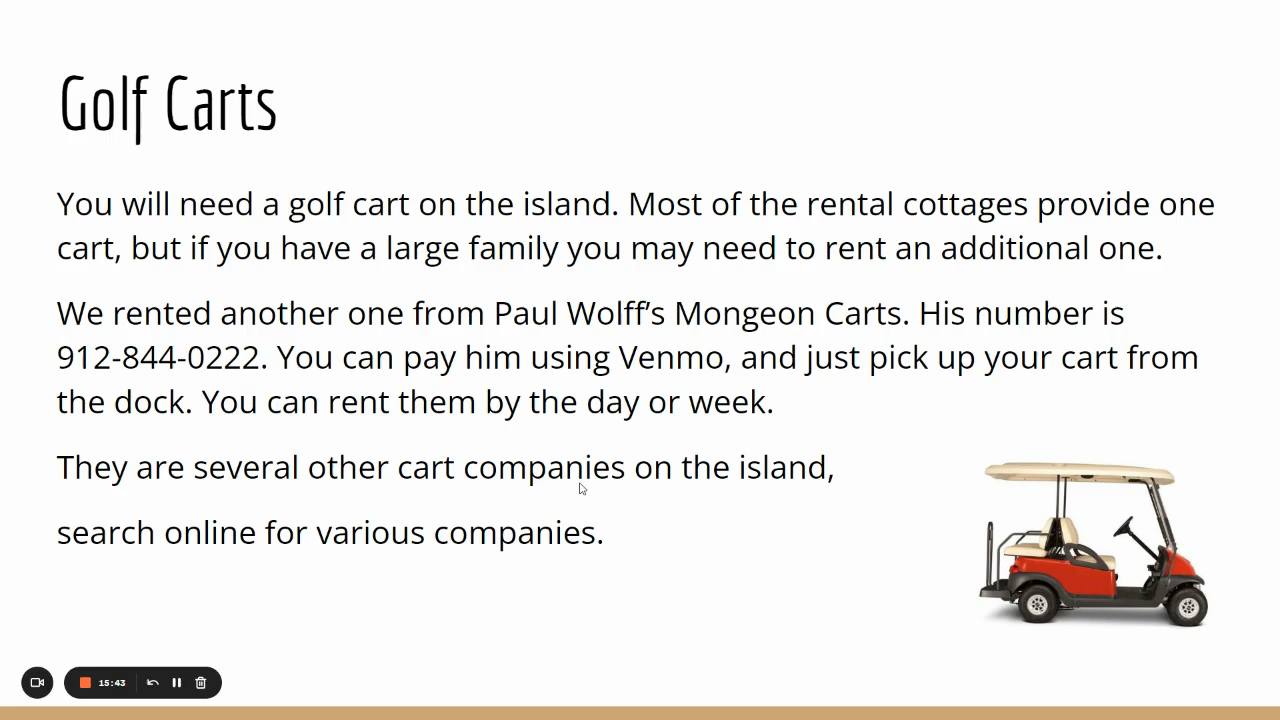 Golf Carts
You will need a golf cart on the island. Most of the rental cottages provide one
cart, but if you have a large family you may need to rent an additional one.
We rented another one from Paul Wolff’s Mongeon Carts. His number is
912-844-0222. You can pay him using Venmo, and just pick up your cart from
the dock. You can rent them by the day or week.
They are several other cart companies on the island,
search online for various companies.
15:43